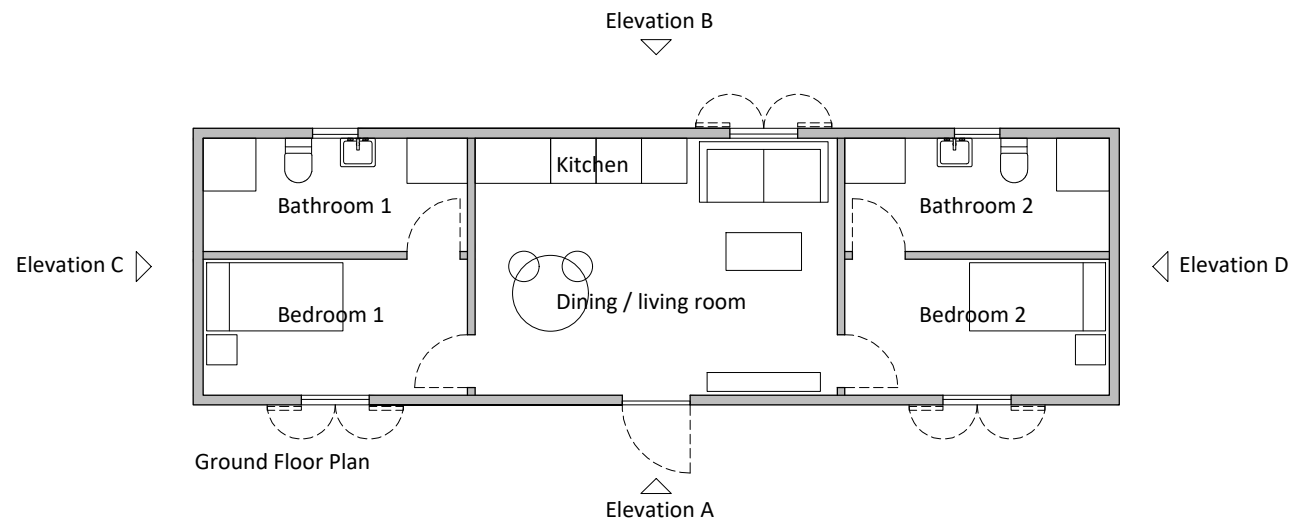 Elevation B
Kitchen
Bathroom 1
Bathroom 2
Elevation C
Elevation D
Dining / living room
Bedroom 1
Bedroom 2
Ground Floor Plan
Elevation A